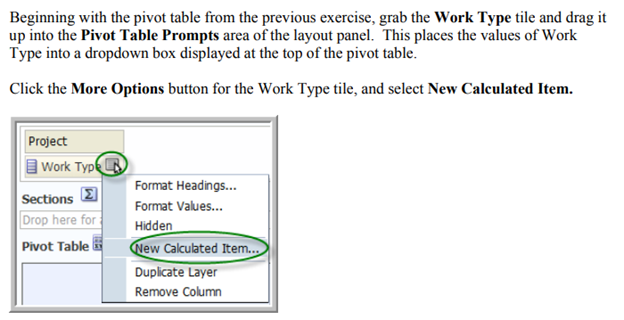 Beginning with the pivot table from the previous exercise, grab the Work Type tile and drag it
up into the Pivot Table Prompts area of the layout panel. This places the values of Work
Type into a dropdown box displayed at the top of the pivot table.
Click the More Options button for the Work Type tile, and select New Calculated Item.
Project
Work Type
Format Headings...
Sections Σ
Format Values...
Drop here for
Hidden
Pivot Table
New Calculated Item...
Duplicate Layer
Remove Column